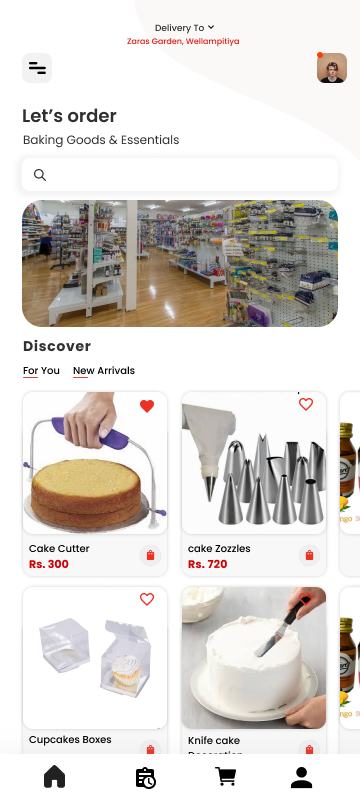 Delivery To
Zaras Garden, Wellampitiya
Let's order
Baking Goods & Essentials
Discover
For You New Arrivals
Cake Cutter
Rs. 300
cake Zozzles
Rs. 720
Cupcakes Boxes
Knife cake
Decoration